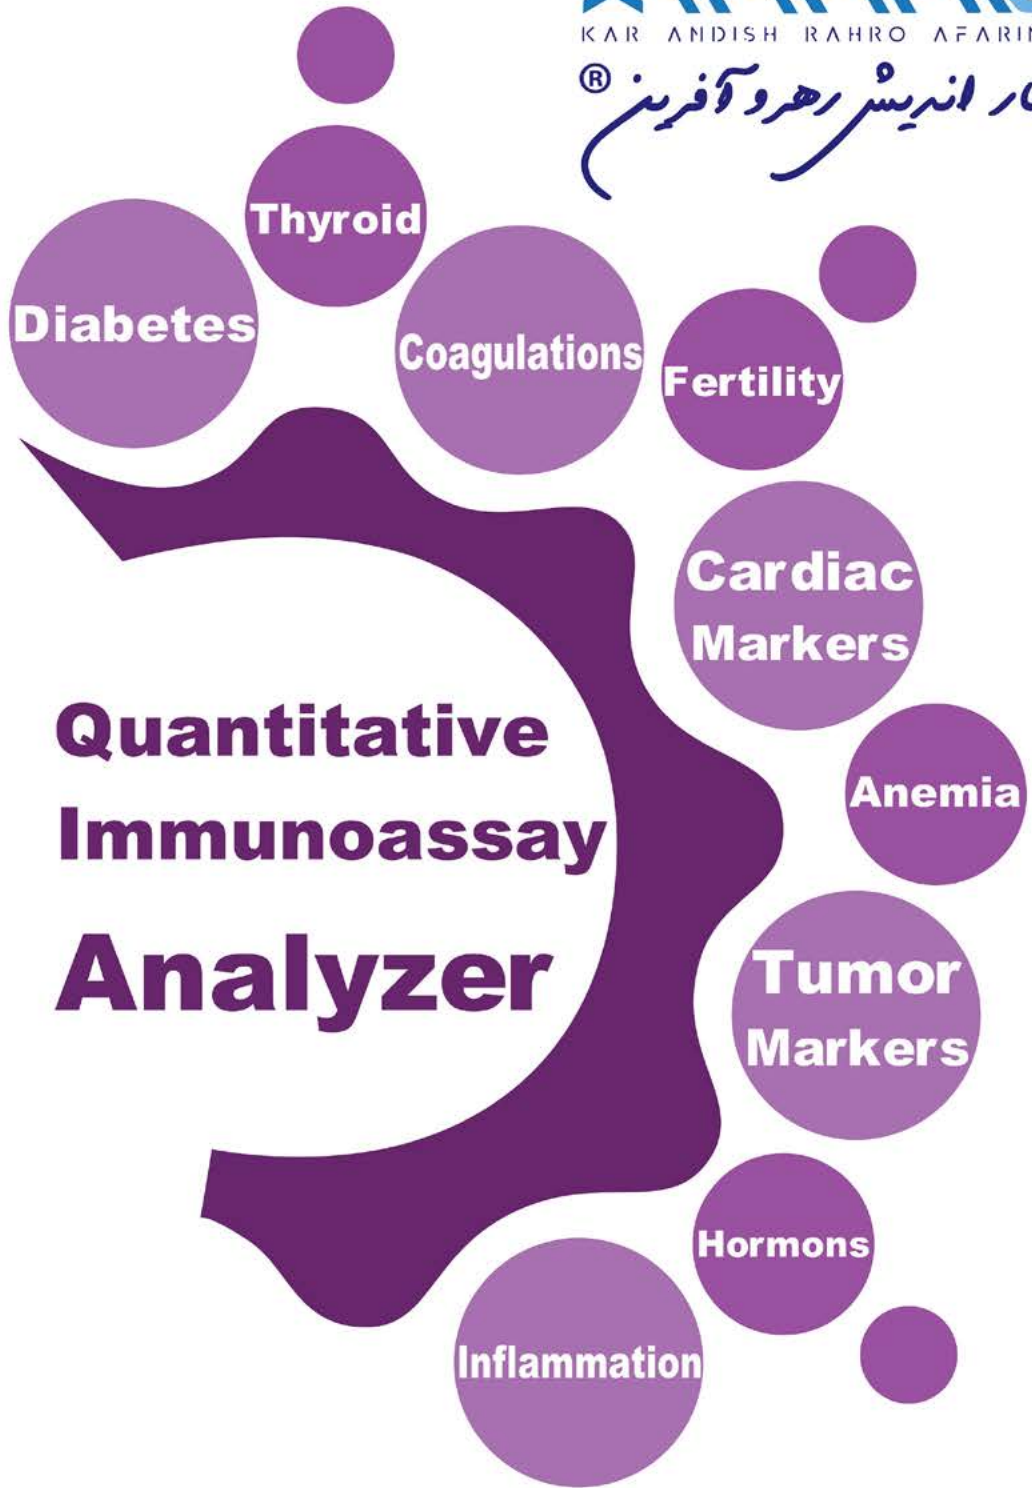 KAR ANDISH RAHRO AFARIN
اندیش رهرو آفرین ®
Thyroid
Diabetes
Coagulations
Fertility
Cardiac
Markers
Anemia
Quantitative
Immunoassay
Analyzer
Tumor
Markers
Hormons
Inflammation